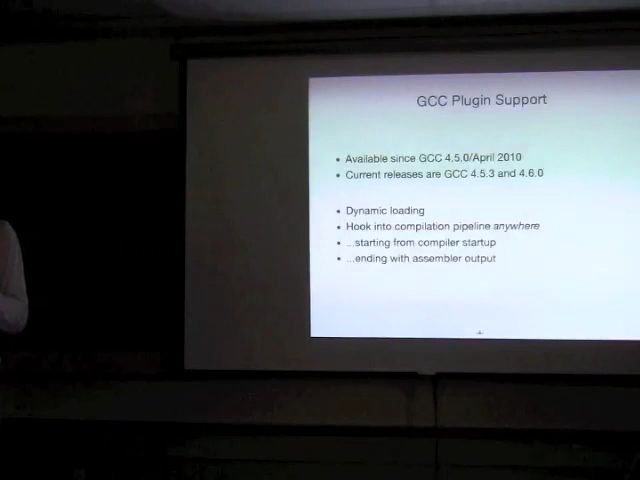 GCC Plugin Support
• Available since GCC 4.5.0/April 2010
• Current releases are GCC 4.5.3 and 4.6.0
• Dynamic loading
• Hook into compilation pipeline anywhere
• ...starting from compiler startup
• ...ending with assembler output